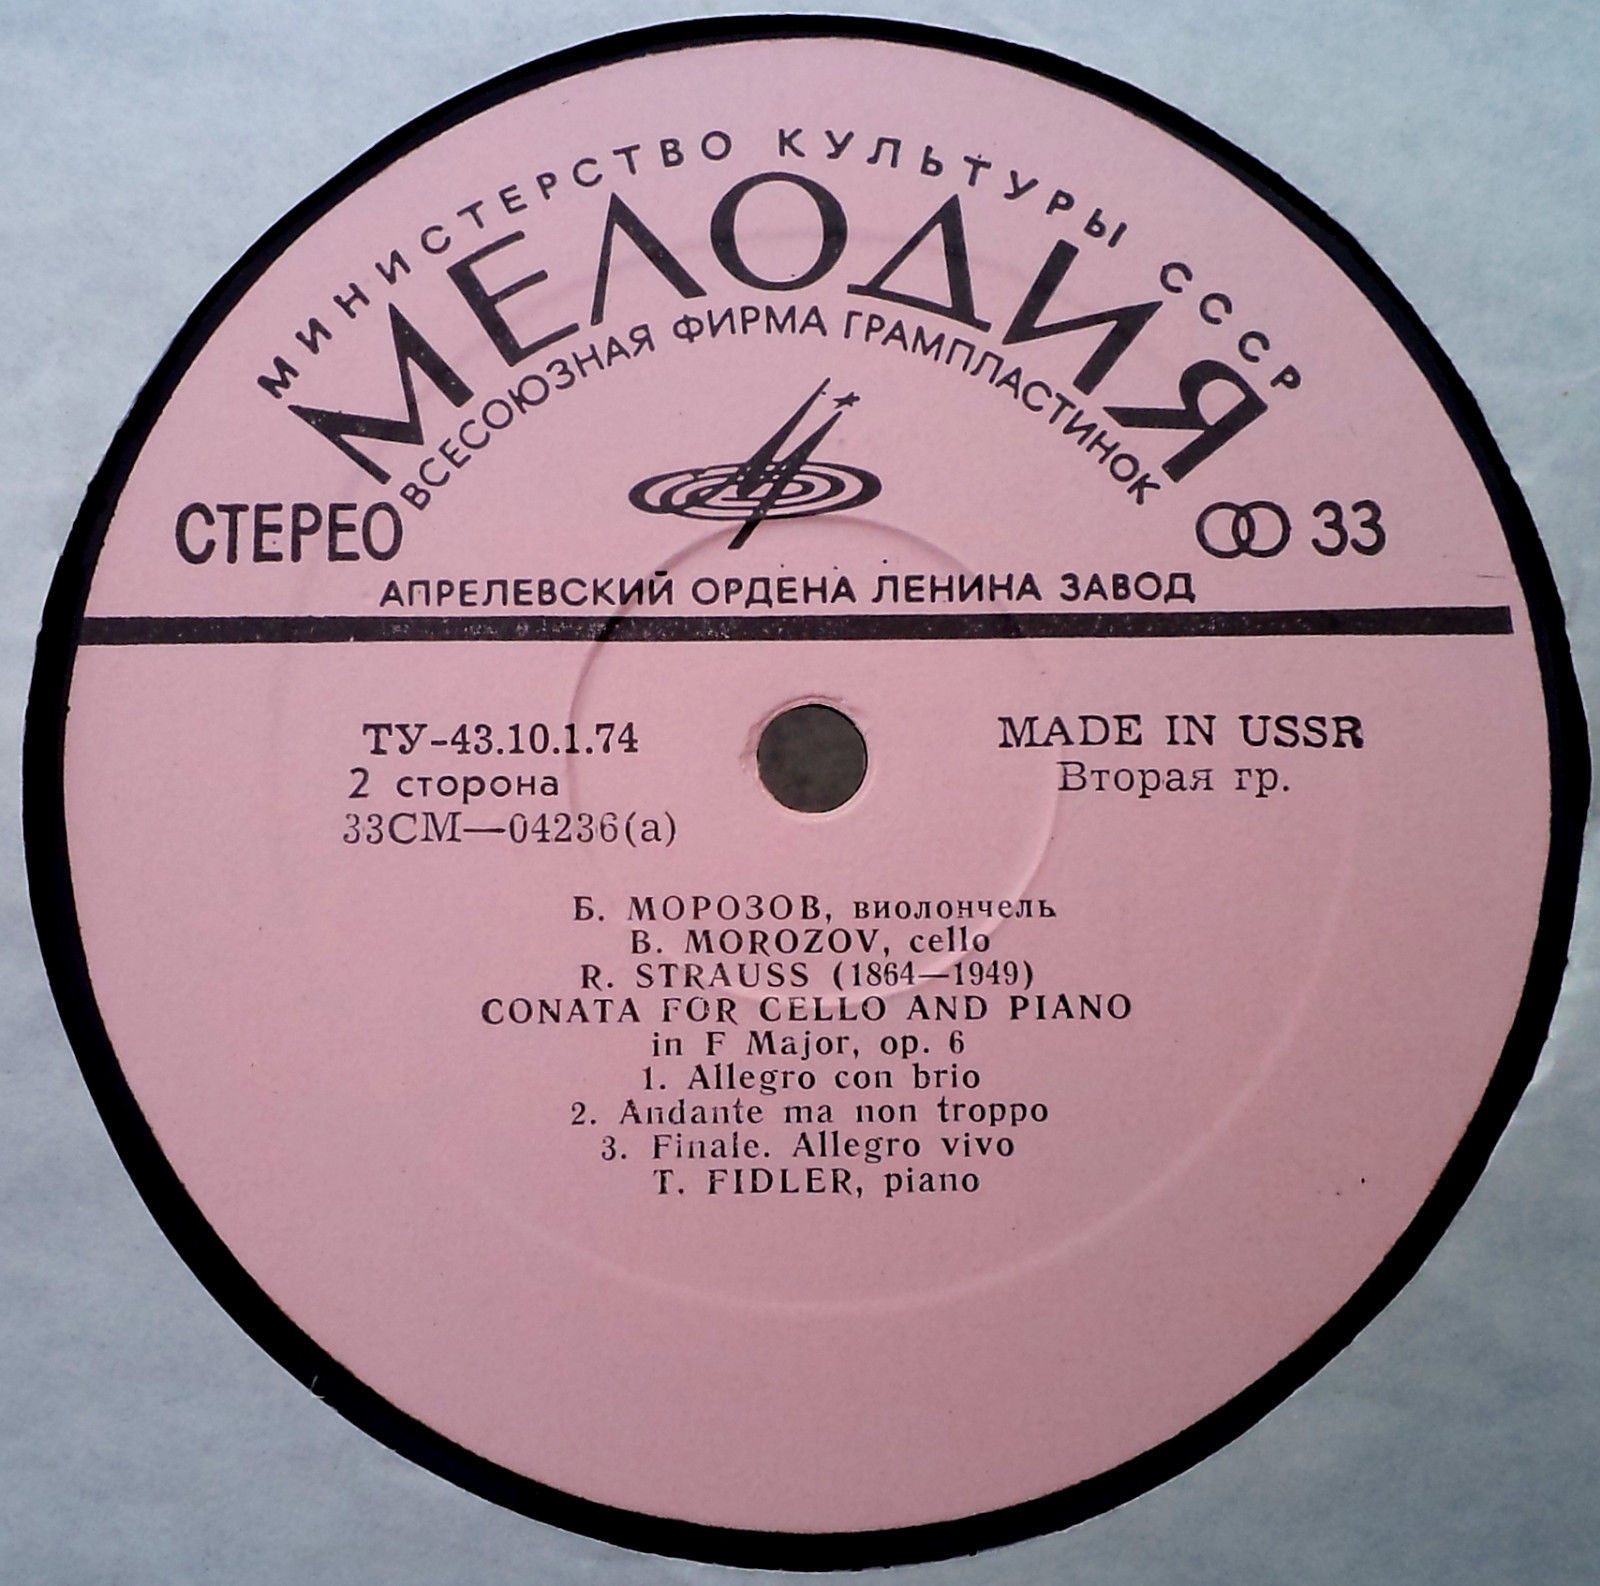 МИНИСТЕРСТВО КУЛЬТУРЫ СССР
МЕЛОДИЯ
ВСЕСОЮЗНАЯ ФИРМА ГРАМПЛАСТИНОК
СТЕРЕО
33
АПРЕЛЕВСКИЙ ОРДЕНА ЛЕНИНА ЗАВОД
ТУ-43.10.1.74
2 сторона
33СМ—04236(а)
MADE IN USSR
Вторая гр.
Б. МОРОЗОВ, виолончель
B. MOROZOV, cello
R. STRAUSS (1864—1949)
CONATA FOR CELLO AND PIANO
in F Major, op. 6
1. Allegro con brio
2. Andante ma non troppo
3. Finale. Allegro vivo
T. FIDLER, piano